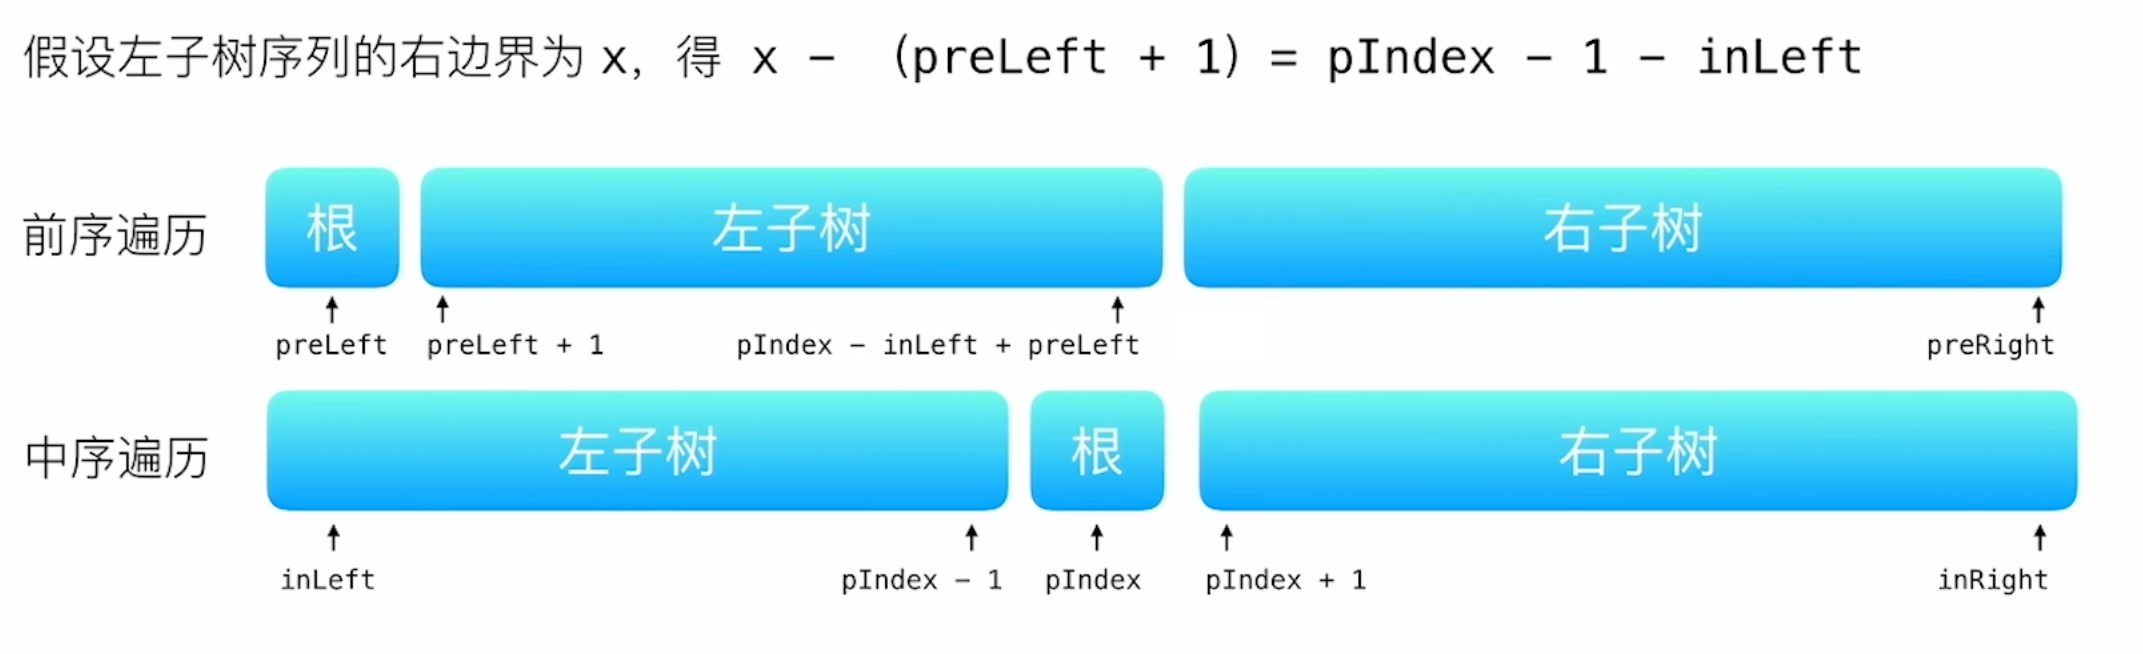 假设左子树序列的右边界为 x，得 x - (preLeft + 1) = pIndex - 1 - inLeft
前序遍历 根 左子树 右子树
preLeft preLeft + 1 pIndex - inLeft + preLeft preRight
中序遍历 左子树 根 右子树
inLeft pIndex - 1 pIndex pIndex + 1 inRight